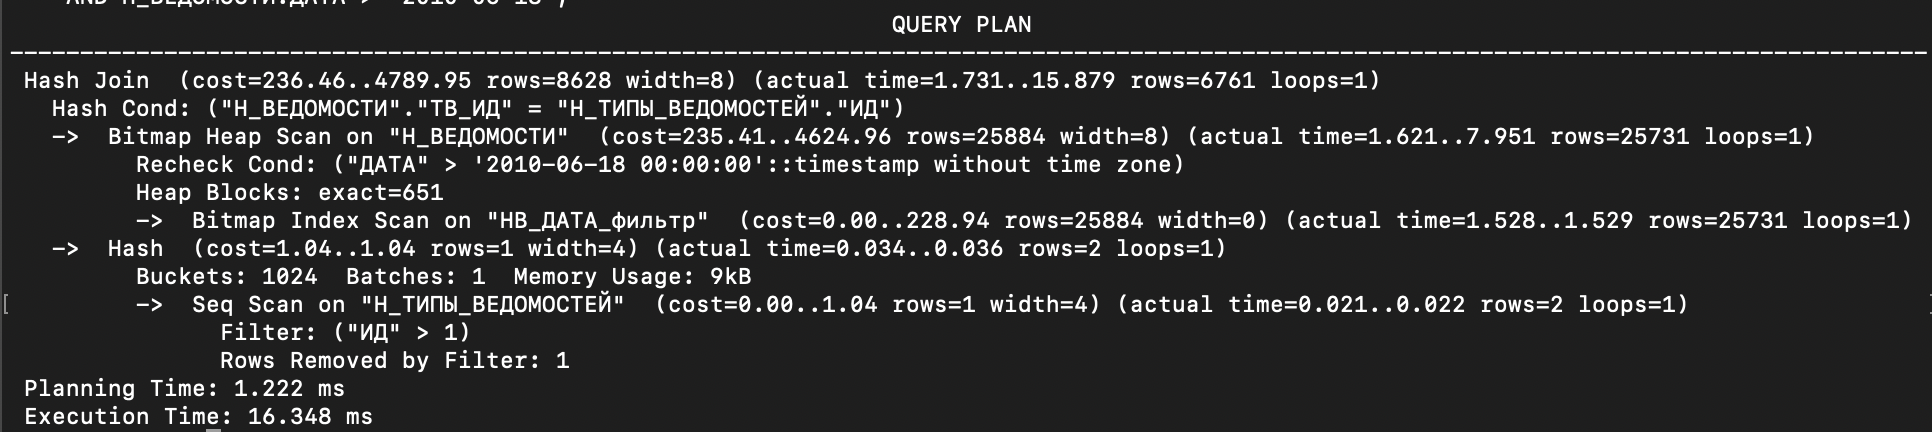 AND Н_ВЕДОМОСТИ.ДАТА > '2010-06-18';
QUERY PLAN
Hash Join  (cost=236.46..4789.95 rows=8628 width=8) (actual time=1.731..15.879 rows=6761 loops=1)
  Hash Cond: ("Н_ВЕДОМОСТИ"."ТВ_ИД" = "Н_ТИПЫ_ВЕДОМОСТЕЙ"."ИД")
  ->  Bitmap Heap Scan on "Н_ВЕДОМОСТИ"  (cost=235.41..4624.96 rows=25884 width=8) (actual time=1.621..7.951 rows=25731 loops=1)
        Recheck Cond: ("ДАТА" > '2010-06-18 00:00:00'::timestamp without time zone)
        Heap Blocks: exact=651
        ->  Bitmap Index Scan on "НВ_ДАТА_фильтр"  (cost=0.00..228.94 rows=25884 width=0) (actual time=1.528..1.529 rows=25731 loops=1)
  ->  Hash  (cost=1.04..1.04 rows=1 width=4) (actual time=0.034..0.036 rows=2 loops=1)
        Buckets: 1024  Batches: 1  Memory Usage: 9kB
        ->  Seq Scan on "Н_ТИПЫ_ВЕДОМОСТЕЙ"  (cost=0.00..1.04 rows=1 width=4) (actual time=0.021..0.022 rows=2 loops=1)
              Filter: ("ИД" > 1)
              Rows Removed by Filter: 1
Planning Time: 1.222 ms
Execution Time: 16.348 ms